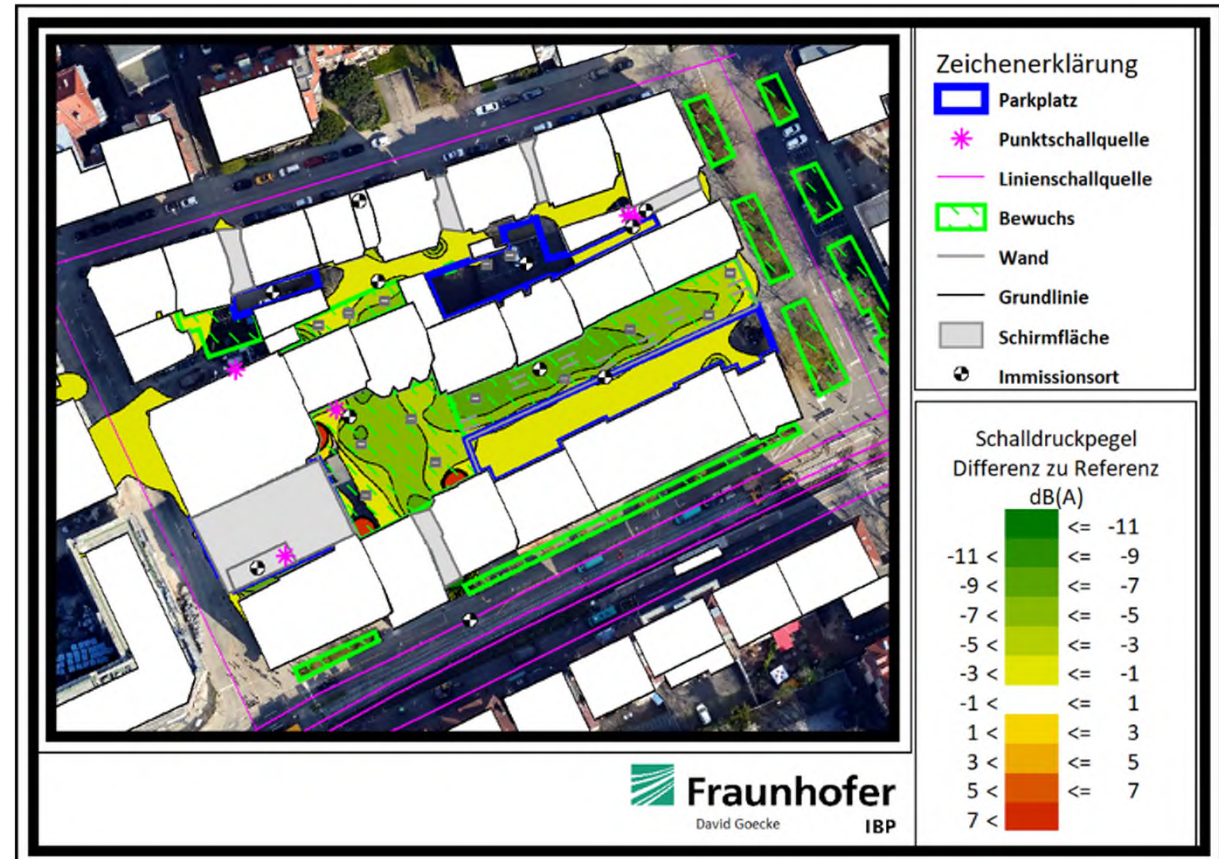 Zeichenerklärung
Parkplatz
Punktschallquelle
Linienschallquelle
Bewuchs
Wand
Grundlinie
Schirmfläche
Immissionsort
Schalldruckpegel
Differenz zu Referenz
dB(A)
<= -11
-11 < <= -9
-9 < <= -7
-7 < <= -5
-5 < <= -3
-3 < <= -1
-1 < <= 1
1 < <= 3
3 < <= 5
5 < <= 7
7 <
Fraunhofer
David Goecke IBP